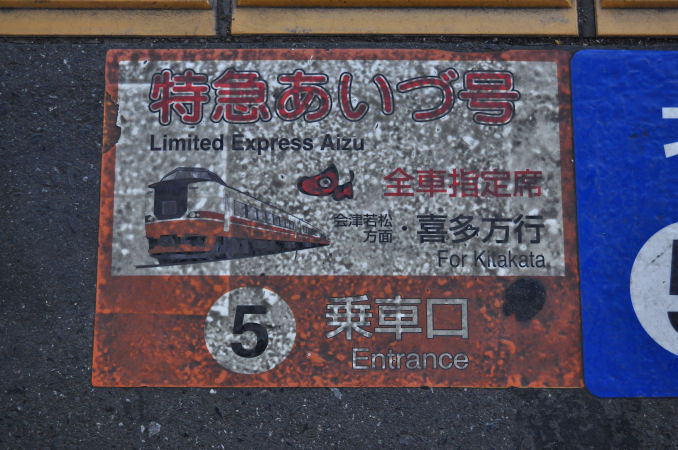 特急あいづ号
Limited Express Aizu
全車指定席
会津若松方面・喜多方行
For Kitakata
5 乗車口
Entrance